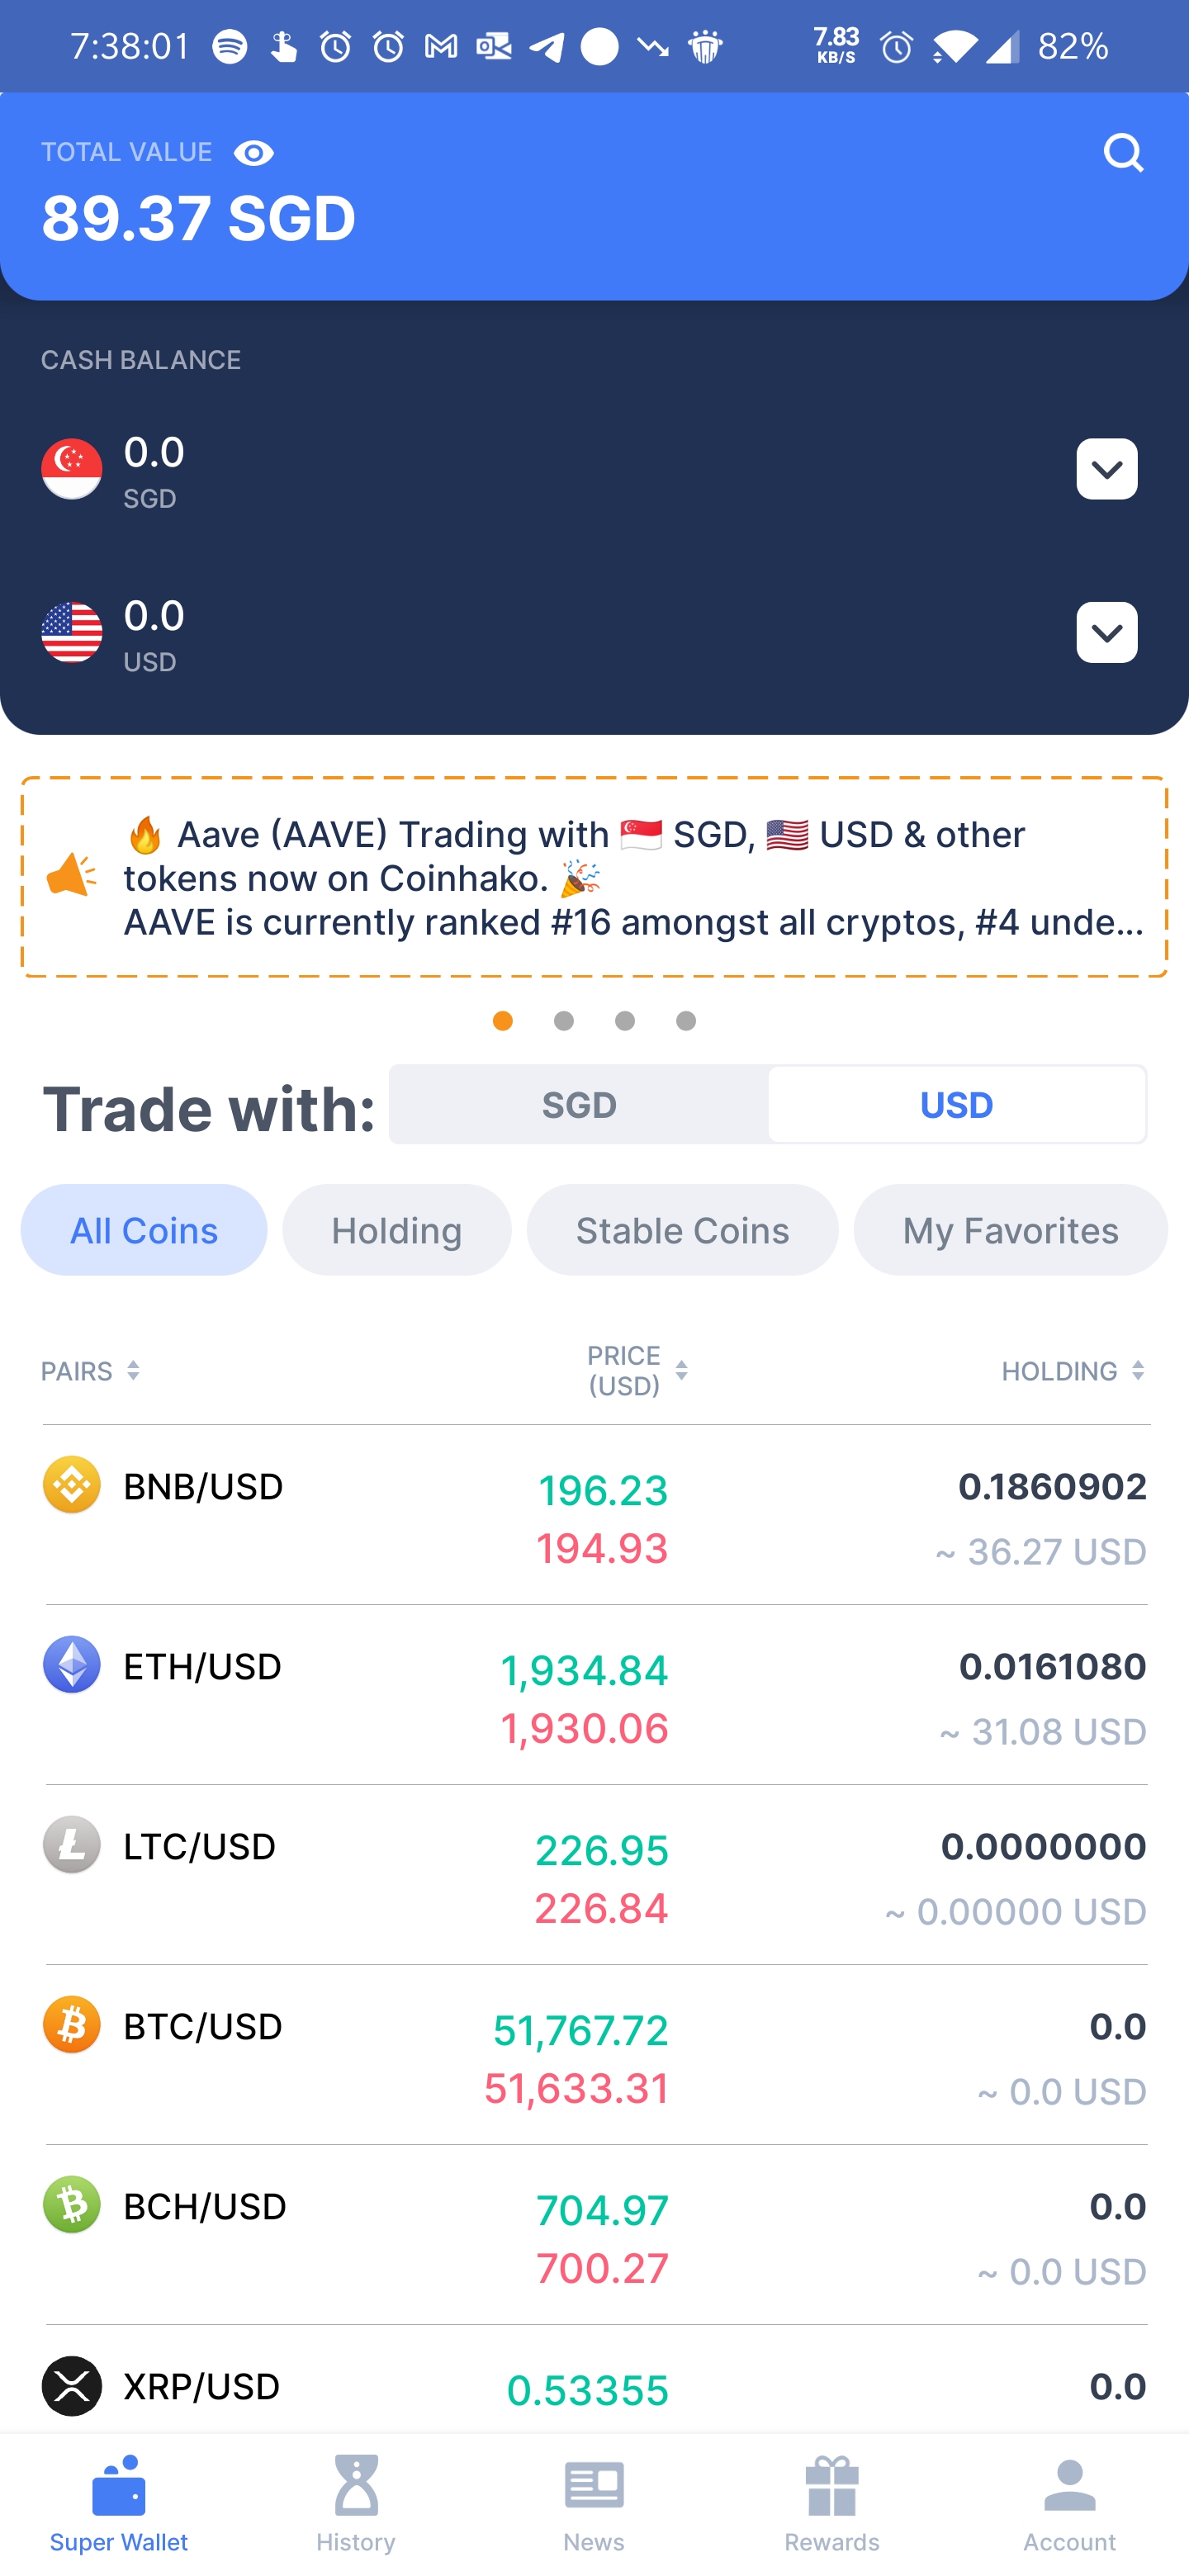 7:38:01 7.83 KB/S 82%
TOTAL VALUE
89.37 SGD
CASH BALANCE
0.0
SGD
0.0
USD
🔥 Aave (AAVE) Trading with 🇸🇬 SGD, 🇺🇸 USD & other
tokens now on Coinhako. 🎉
AAVE is currently ranked #16 amongst all cryptos, #4 unde...
Trade with: SGD USD
All Coins Holding Stable Coins My Favorites
PAIRS PRICE (USD) HOLDING
BNB/USD 196.23 0.1860902
194.93 ~ 36.27 USD
ETH/USD 1,934.84 0.0161080
1,930.06 ~ 31.08 USD
LTC/USD 226.95 0.0000000
226.84 ~ 0.00000 USD
BTC/USD 51,767.72 0.0
51,633.31 ~ 0.0 USD
BCH/USD 704.97 0.0
700.27 ~ 0.0 USD
XRP/USD 0.53355 0.0
Super Wallet History News Rewards Account